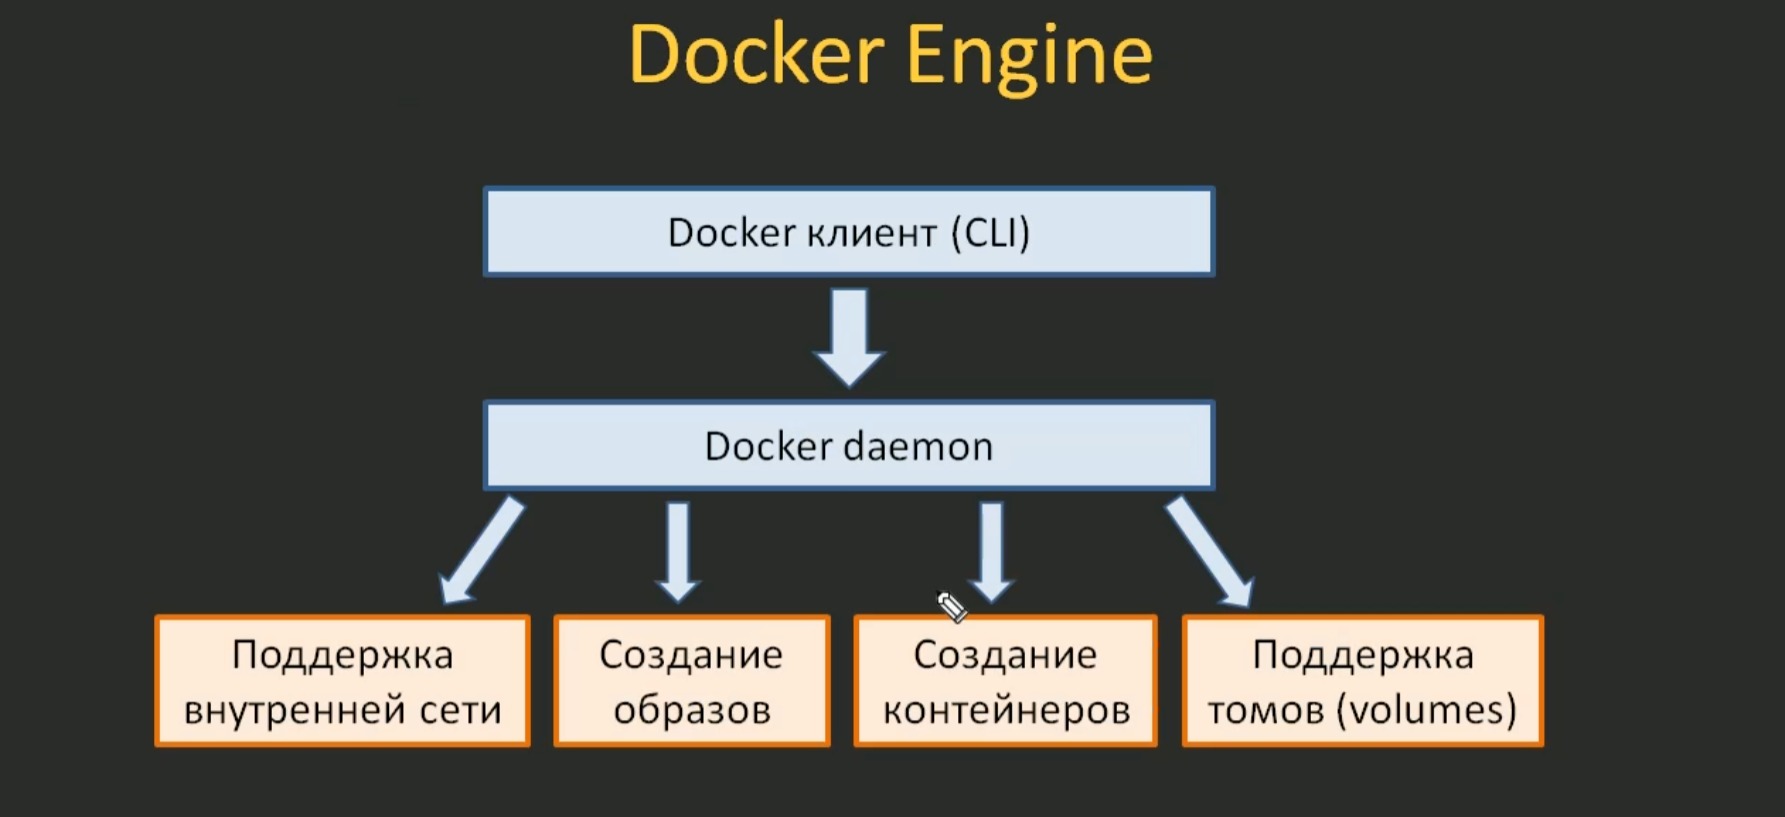 Docker Engine
Docker клиент (CLI)
Docker daemon
Поддержка
внутренней сети
Создание
образов
Создание
контейнеров
Поддержка
томов (volumes)